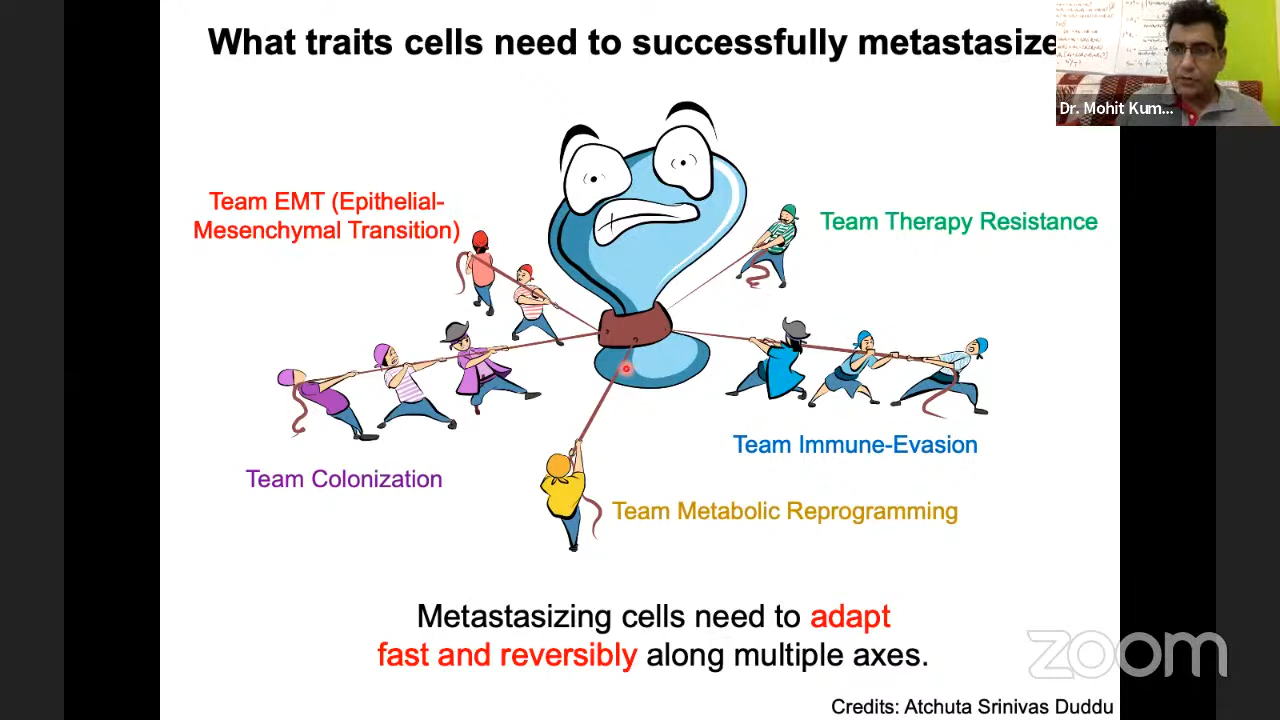 What traits cells need to successfully metastasize
Dr. Mohit Kum...
Team EMT (Epithelial-
Mesenchymal Transition)
Team Therapy Resistance
Team Immune-Evasion
Team Colonization
Team Metabolic Reprogramming
Metastasizing cells need to adapt
fast and reversibly along multiple axes.
zoom
Credits: Atchuta Srinivas Duddu